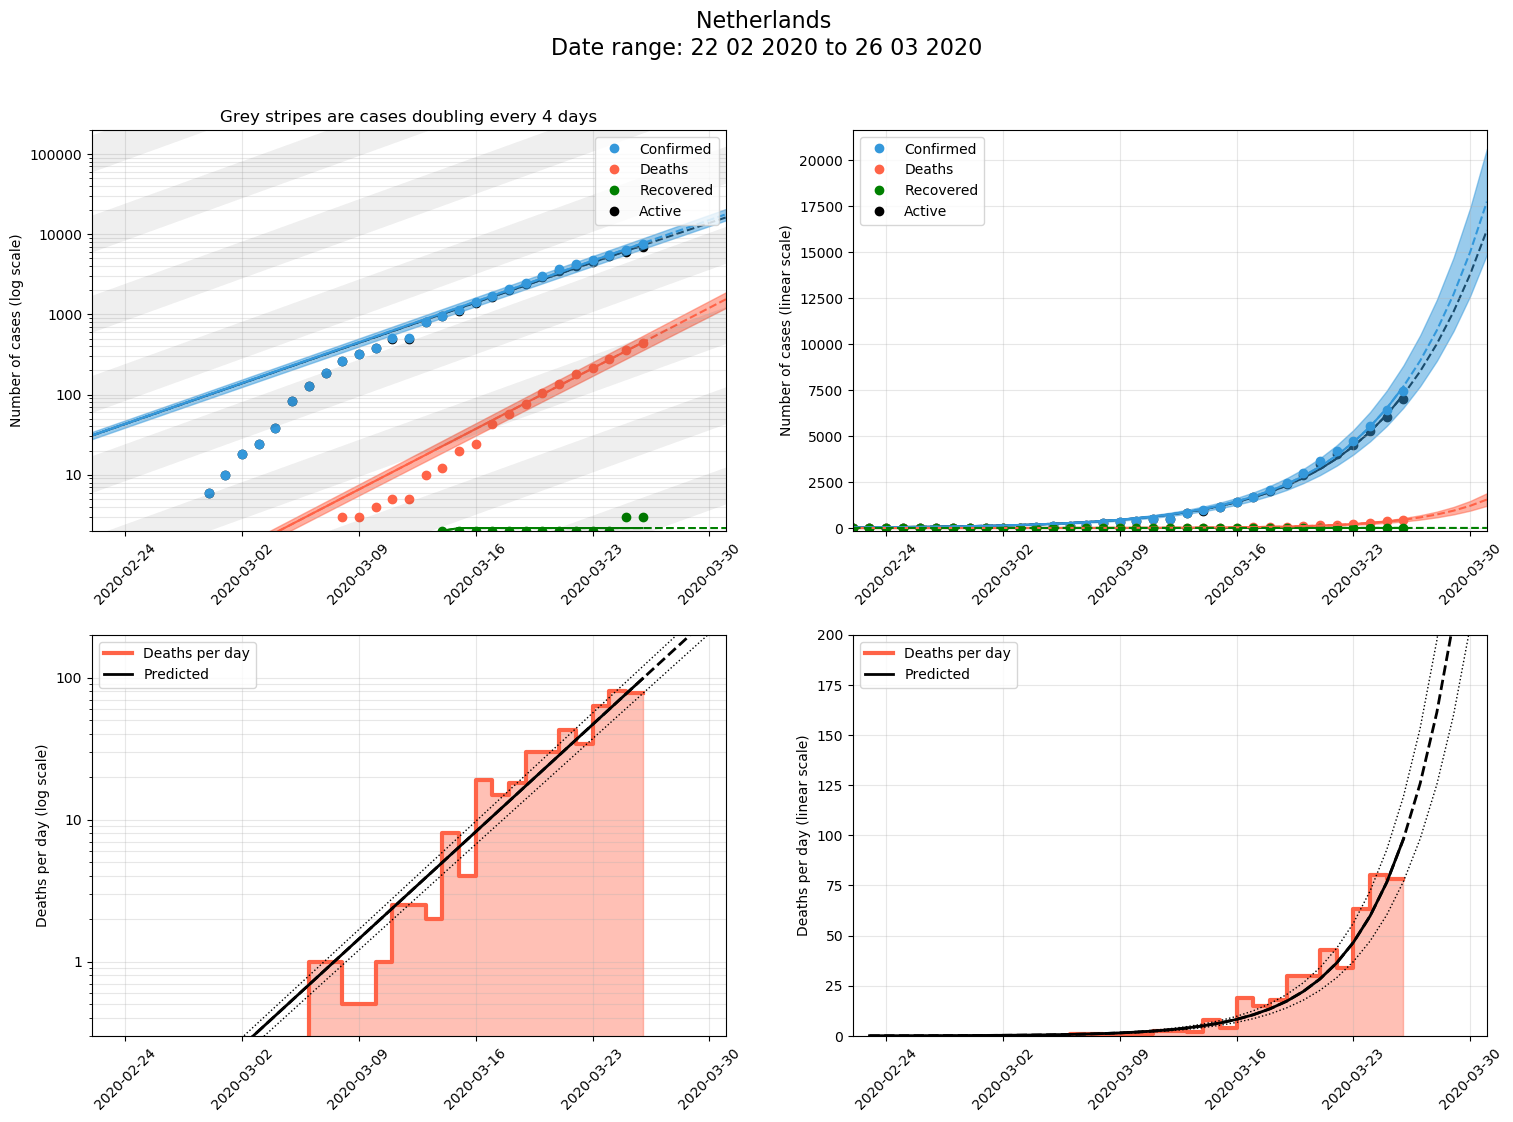 Netherlands
Date range: 22 02 2020 to 26 03 2020
Grey stripes are cases doubling every 4 days
Number of cases (log scale)
100000
10000
1000
100
10
Confirmed
Deaths
Recovered
Active
2020-02-24
2020-03-02
2020-03-09
2020-03-16
2020-03-23
2020-03-30
Number of cases (linear scale)
20000
17500
15000
12500
10000
7500
5000
2500
0
Confirmed
Deaths
Recovered
Active
2020-02-24
2020-03-02
2020-03-09
2020-03-16
2020-03-23
2020-03-30
Deaths per day (log scale)
100
10
1
Deaths per day
Predicted
2020-02-24
2020-03-02
2020-03-09
2020-03-16
2020-03-23
2020-03-30
Deaths per day (linear scale)
200
175
150
125
100
75
50
25
0
Deaths per day
Predicted
2020-02-24
2020-03-02
2020-03-09
2020-03-16
2020-03-23
2020-03-30